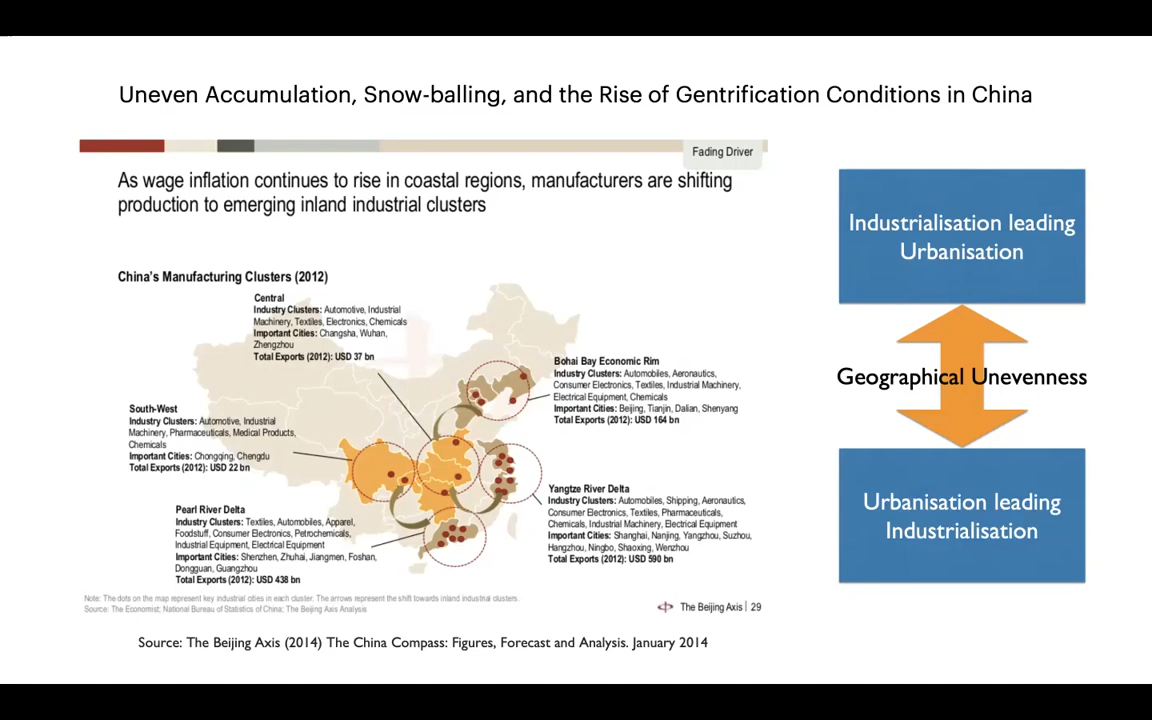 Uneven Accumulation, Snow-balling, and the Rise of Gentrification Conditions in China
Fading Driver
As wage inflation continues to rise in coastal regions, manufacturers are shifting
production to emerging inland industrial clusters
China's Manufacturing Clusters (2012)
Central
Industry Clusters: Automotive, Industrial
Machinery, Textiles, Electronics, Chemicals
Important Cities: Changsha, Wuhan,
Zhengzhou
Total Exports (2012): USD 37 bn
Bohai Bay Economic Rim
Industry Clusters: Automobiles, Aeronautics,
Consumer Electronics, Textiles, Industrial Machinery,
Electrical Equipment, Chemicals
Important Cities: Beijing, Tianjin, Dalian, Shenyang
Total Exports (2012): USD 164 bn
South-West
Industry Clusters: Automotive, Industrial
Machinery, Pharmaceuticals, Medical Products,
Chemicals
Important Cities: Chongqing, Chengdu
Total Exports (2012): USD 22 bn
Yangtze River Delta
Industry Clusters: Automobiles, Shipping, Aeronautics,
Consumer Electronics, Textiles, Pharmaceuticals,
Chemicals, Industrial Machinery, Electrical Equipment
Important Cities: Shanghai, Nanjing, Yangzhou, Suzhou,
Hangzhou, Ningbo, Shaoxing, Wenzhou
Total Exports (2012): USD 590 bn
Pearl River Delta
Industry Clusters: Textiles, Automobiles, Apparel,
Foodstuff, Consumer Electronics, Petrochemicals,
Industrial Equipment, Electrical Equipment
Important Cities: Shenzhen, Zhuhai, Jiangmen, Foshan,
Dongguan, Guangzhou
Total Exports (2012): USD 438 bn
Note: The dots on the map represent key industrial cities in each cluster. The arrows represent the shift towards inland industrial clusters.
Source: The Economist; National Bureau of Statistics of China; The Beijing Axis Analysis
The Beijing Axis | 29
Source: The Beijing Axis (2014) The China Compass: Figures, Forecast and Analysis. January 2014
Industrialisation leading
Urbanisation
Geographical Unevenness
Urbanisation leading
Industrialisation